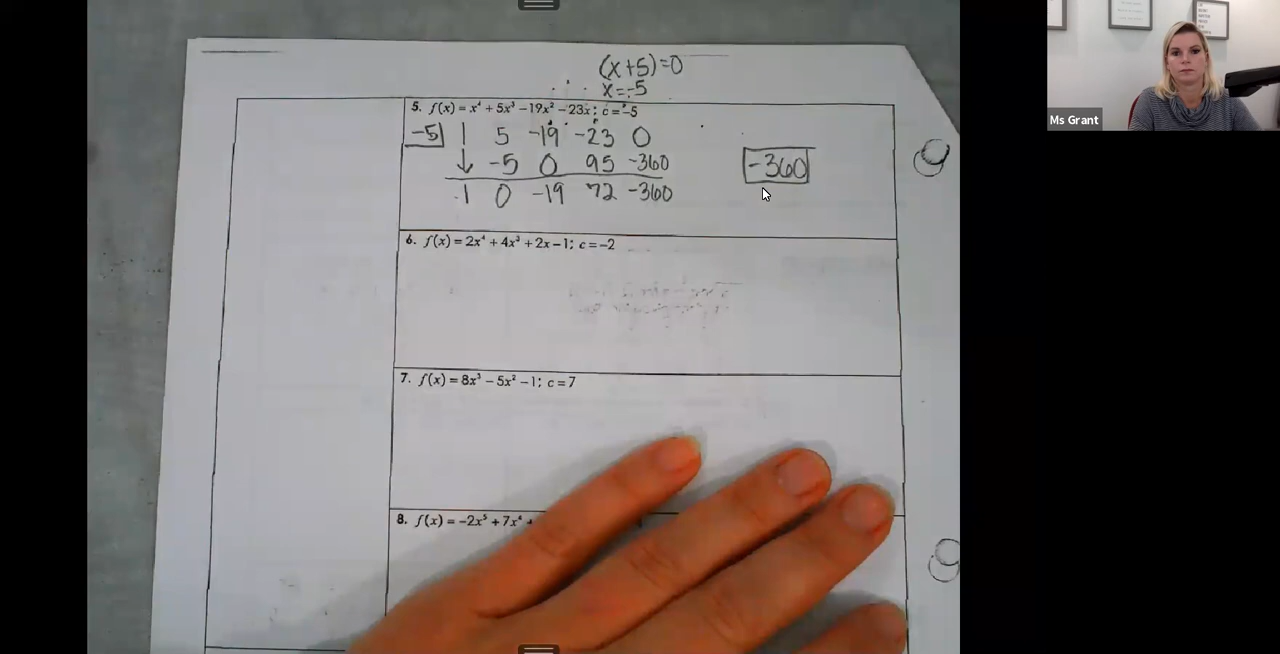 (x+5)=0
x=-5
5. f(x) = x⁴ + 5x³ − 19x² − 23x; c = −5
-5 1 5 -19 -23 0
↓ -5 0 95 -360
1 0 -19 72 -360
-360
6. f(x) = 2x⁴ + 4x³ + 2x − 1; c = −2
7. f(x) = 8x³ − 5x² − 1; c = 7
8. f(x) = −2x⁵ + 7x⁴ +
Ms Grant